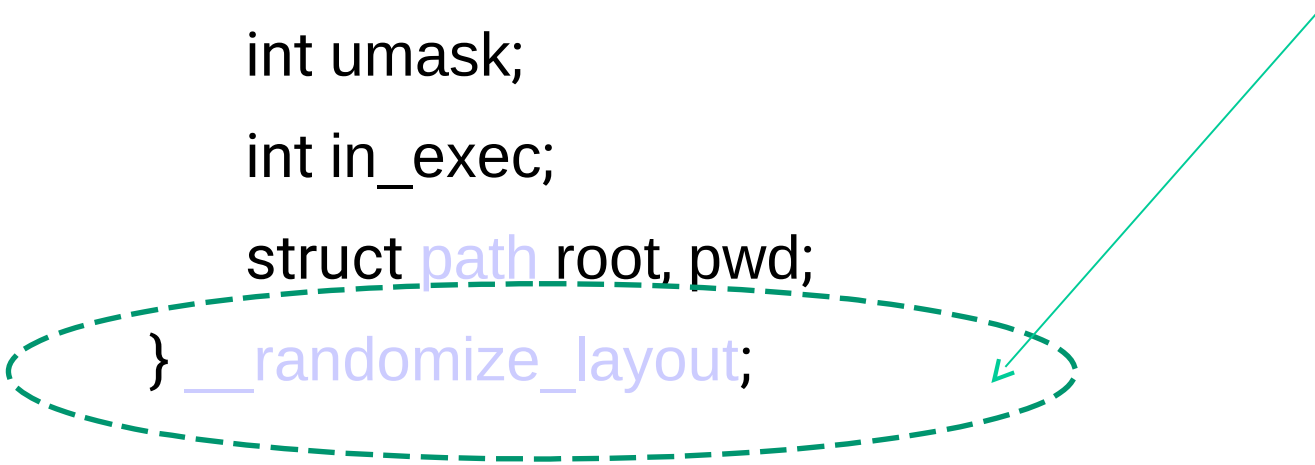 int umask;
int in_exec;
struct path root, pwd;
} __randomize_layout;